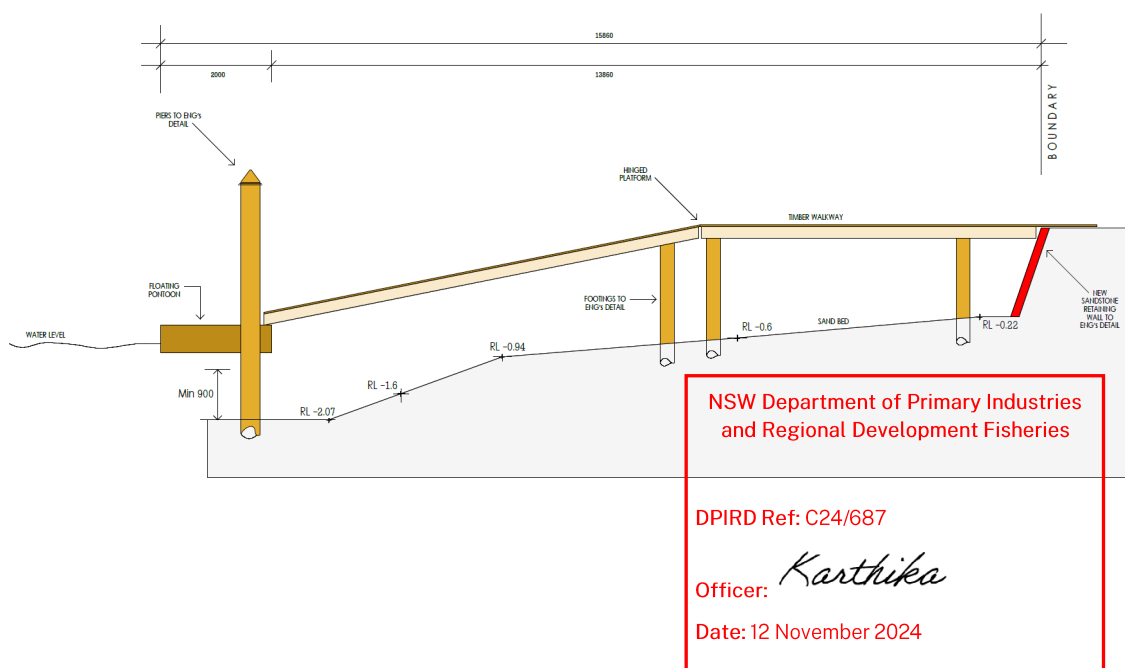 15860
2000
13860
BOUNDARY
PIERS TO ENG's
DETAIL
HINGED
PLATFORM
TIMBER WALKWAY
FLOATING
PONTOON
FOOTINGS TO
ENG's DETAIL
NEW
SANDSTONE
RETAINING
WALL TO
ENG's DETAIL
WATER LEVEL
SAND BED
RL -0.22
RL -0.6
RL -0.94
RL -1.6
Min 900
RL -2.07
NSW Department of Primary Industries
and Regional Development Fisheries
DPIRD Ref: C24/687
Officer: Karthika
Date: 12 November 2024